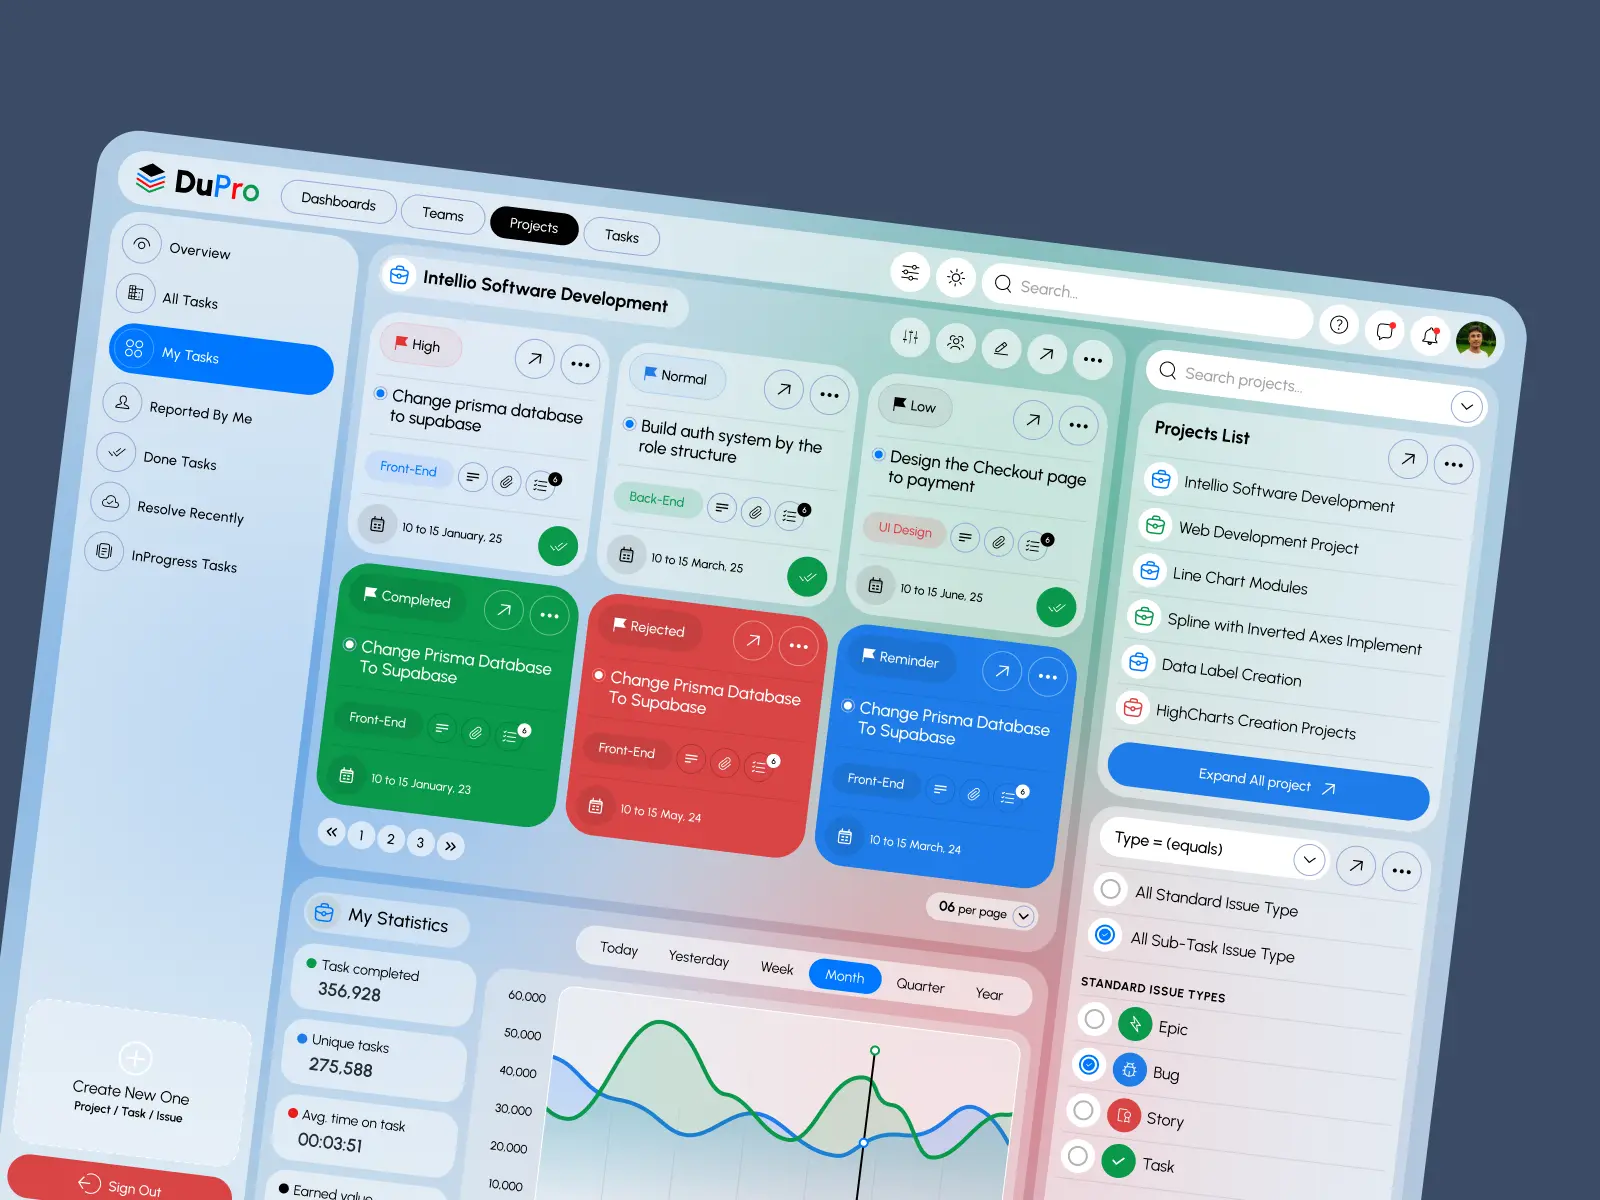 DuPro
Dashboards
Teams
Projects
Tasks
Search...
Overview
All Tasks
My Tasks
Reported By Me
Done Tasks
Resolve Recently
InProgress Tasks
Create New One
Project / Task / Issue
Sign Out
Intellio Software Development
High
Change prisma database
to supabase
Front-End
6
10 to 15 January, 25
Normal
Build auth system by the
role structure
Back-End
6
10 to 15 March, 25
Low
Design the Checkout page
to payment
UI Design
6
10 to 15 June, 25
Completed
Change Prisma Database
To Supabase
Front-End
6
10 to 15 January, 23
Rejected
Change Prisma Database
To Supabase
Front-End
6
10 to 15 May, 24
Reminder
Change Prisma Database
To Supabase
Front-End
6
10 to 15 March, 24
1
2
3
06 per page
My Statistics
Task completed
356,928
Unique tasks
275,588
Avg. time on task
00:03:51
Earned value
Today
Yesterday
Week
Month
Quarter
Year
60,000
50,000
40,000
30,000
20,000
10,000
Search projects...
Projects List
Intellio Software Development
Web Development Project
Line Chart Modules
Spline with Inverted Axes Implement
Data Label Creation
HighCharts Creation Projects
Expand All project
Type = (equals)
All Standard Issue Type
All Sub-Task Issue Type
STANDARD ISSUE TYPES
Epic
Bug
Story
Task